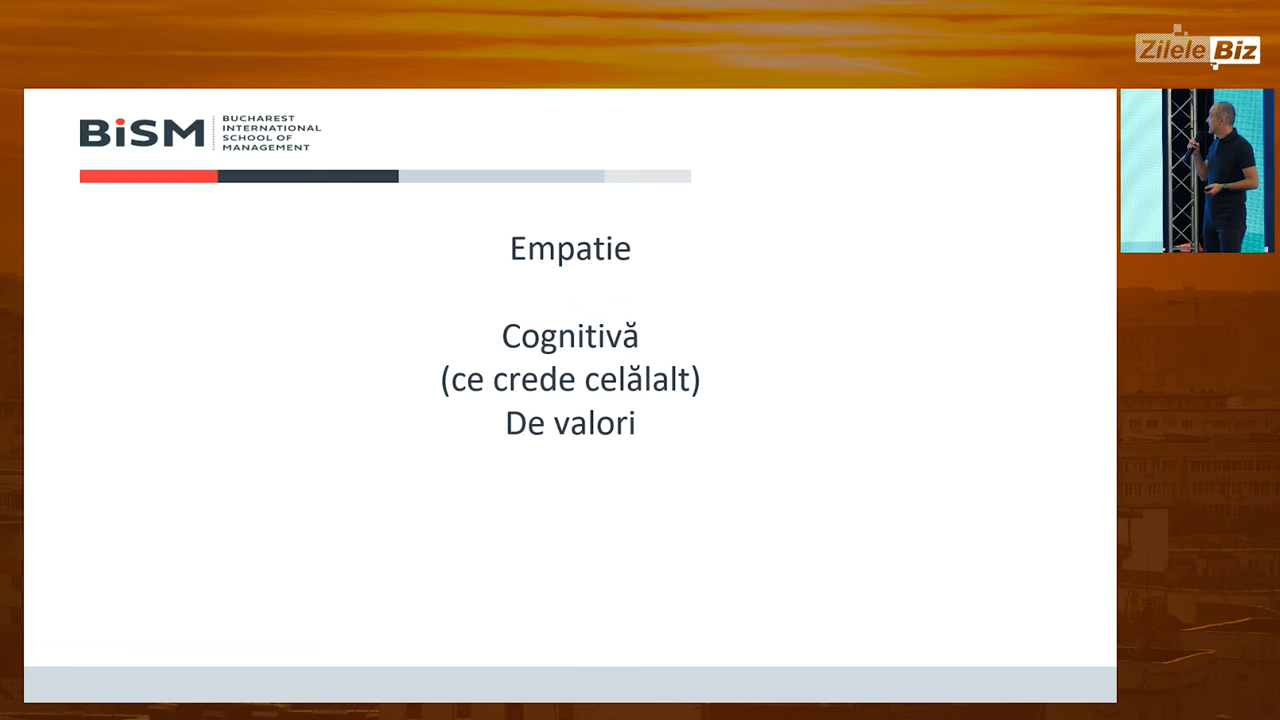 Zilele Biz
BiSM
BUCHAREST
INTERNATIONAL
SCHOOL OF
MANAGEMENT
Empatie
Cognitivă
(ce crede celălalt)
De valori